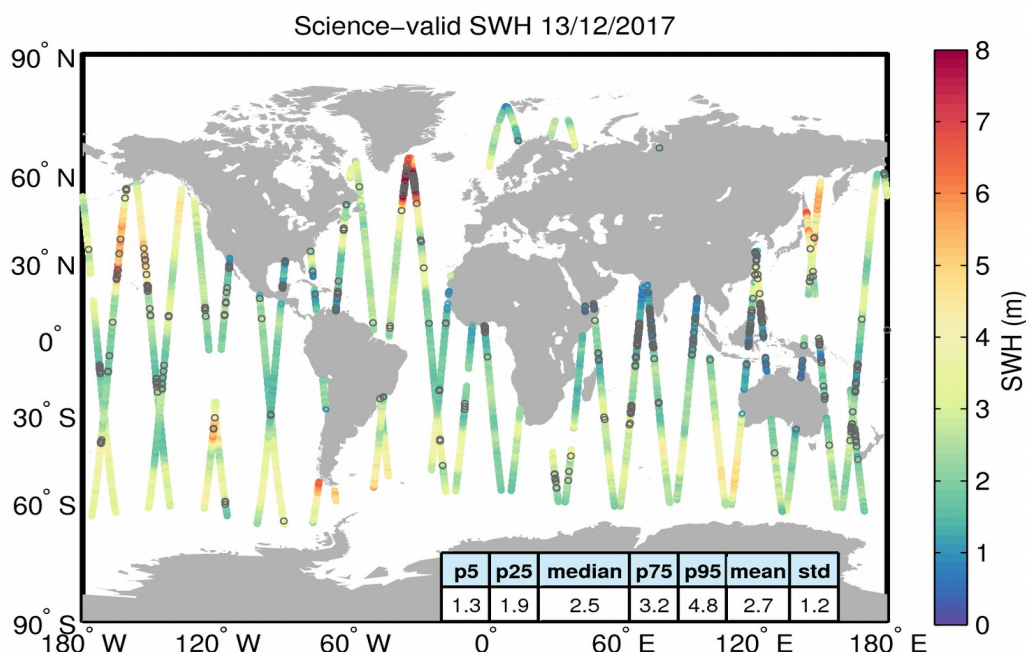 Science–valid SWH 13/12/2017
90° N
60° N
30° N
0°
30° S
60° S
90° S
180° W
120° W
60° W
0°
60° E
120° E
180° E
p5 p25 median p75 p95 mean std
1.3 1.9 2.5 3.2 4.8 2.7 1.2
8
7
6
5
4
3
2
1
0
SWH (m)